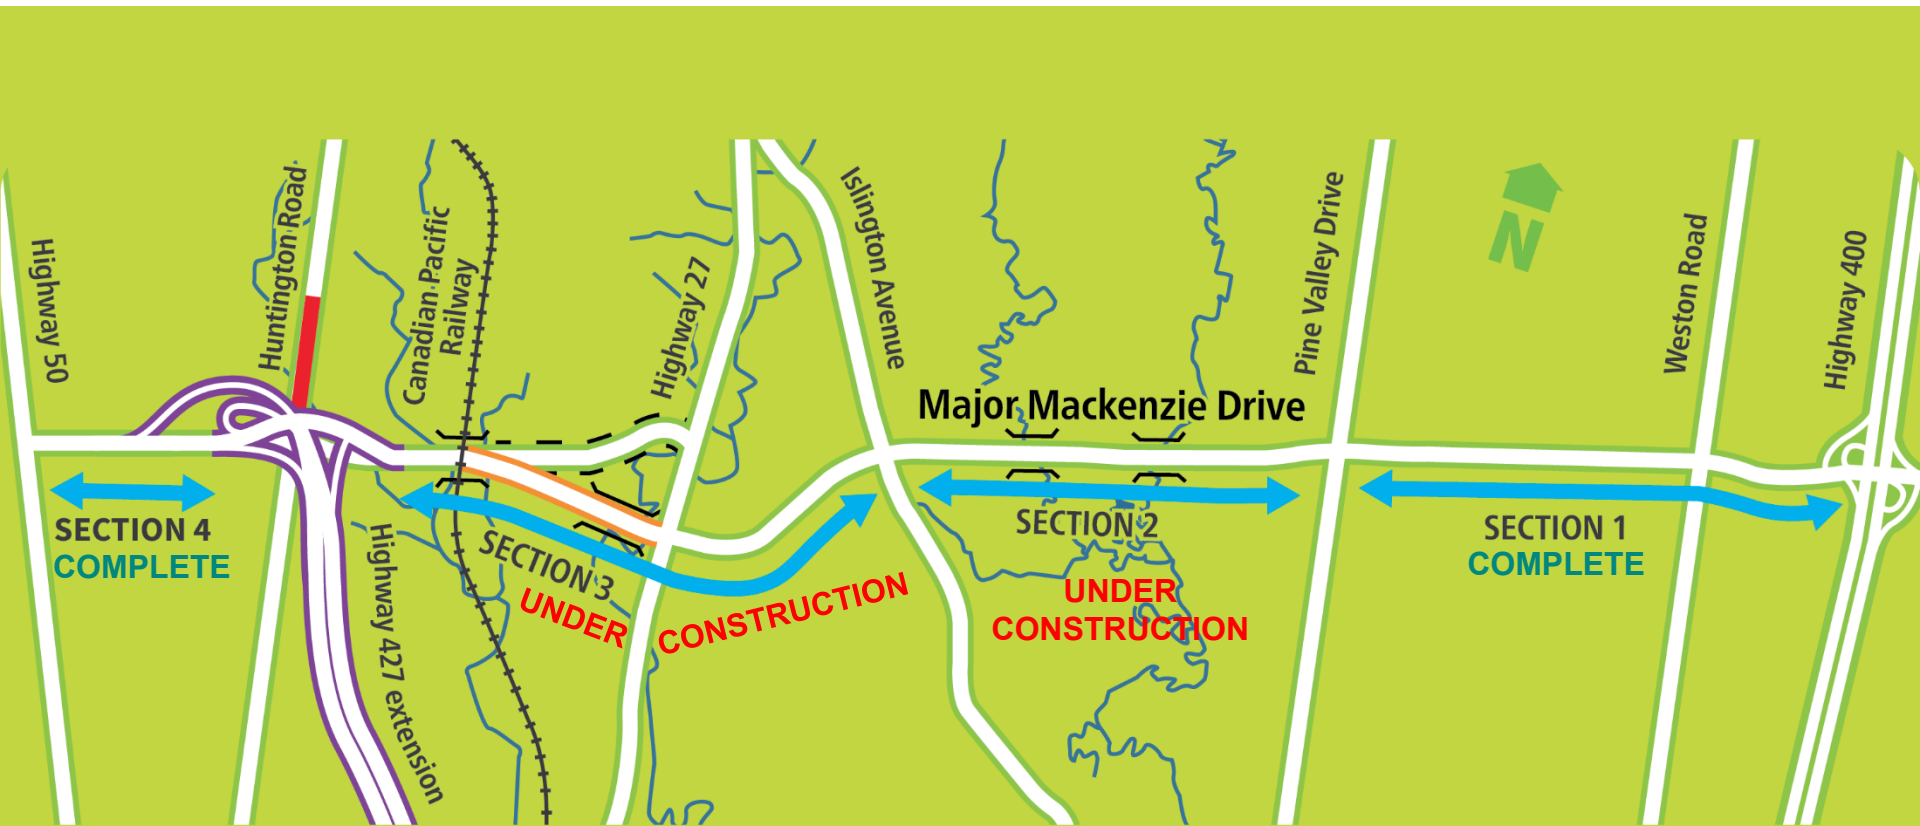 Highway 50
Huntington Road
Canadian Pacific
Railway
Highway 27
Islington Avenue
Pine Valley Drive
N
Weston Road
Highway 400
Major Mackenzie Drive
SECTION 4
COMPLETE
Highway 427 extension
SECTION 3
UNDER CONSTRUCTION
SECTION 2
UNDER
CONSTRUCTION
SECTION 1
COMPLETE